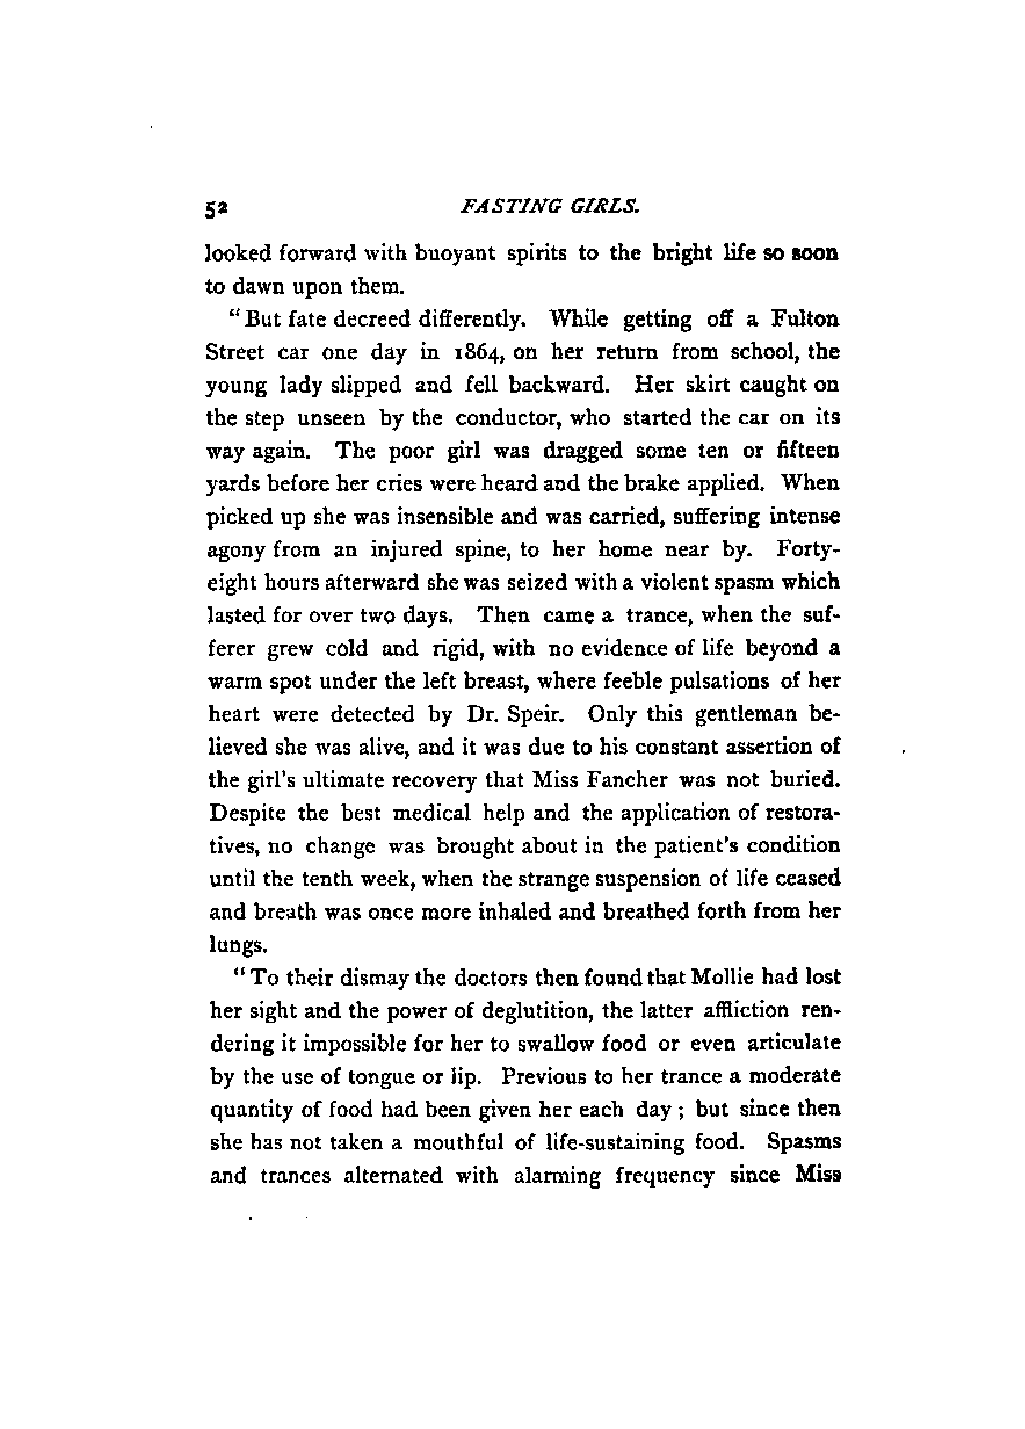 52 FASTING GIRLS.
looked forward with buoyant spirits to the bright life so soon
to dawn upon them.
“But fate decreed differently. While getting off a Fulton
Street car one day in 1864, on her return from school, the
young lady slipped and fell backward. Her skirt caught on
the step unseen by the conductor, who started the car on its
way again. The poor girl was dragged some ten or fifteen
yards before her cries were heard and the brake applied. When
picked up she was insensible and was carried, suffering intense
agony from an injured spine, to her home near by. Forty-
eight hours afterward she was seized with a violent spasm which
lasted for over two days. Then came a trance, when the suf-
ferer grew cold and rigid, with no evidence of life beyond a
warm spot under the left breast, where feeble pulsations of her
heart were detected by Dr. Speir. Only this gentleman be-
lieved she was alive, and it was due to his constant assertion of
the girl's ultimate recovery that Miss Fancher was not buried.
Despite the best medical help and the application of restora-
tives, no change was brought about in the patient's condition
until the tenth week, when the strange suspension of life ceased
and breath was once more inhaled and breathed forth from her
lungs.
“To their dismay the doctors then found that Mollie had lost
her sight and the power of deglutition, the latter affliction ren-
dering it impossible for her to swallow food or even articulate
by the use of tongue or lip. Previous to her trance a moderate
quantity of food had been given her each day ; but since then
she has not taken a mouthful of life-sustaining food. Spasms
and trances alternated with alarming frequency since Miss